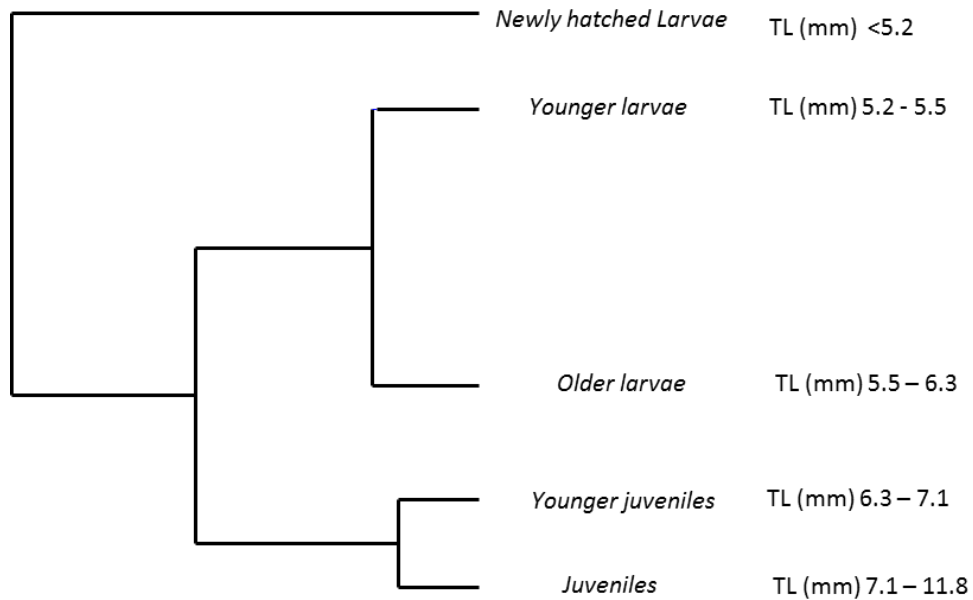 Newly hatched Larvae TL (mm) <5.2
Younger larvae TL (mm) 5.2 - 5.5
Older larvae TL (mm) 5.5 – 6.3
Younger juveniles TL (mm) 6.3 – 7.1
Juveniles TL (mm) 7.1 – 11.8